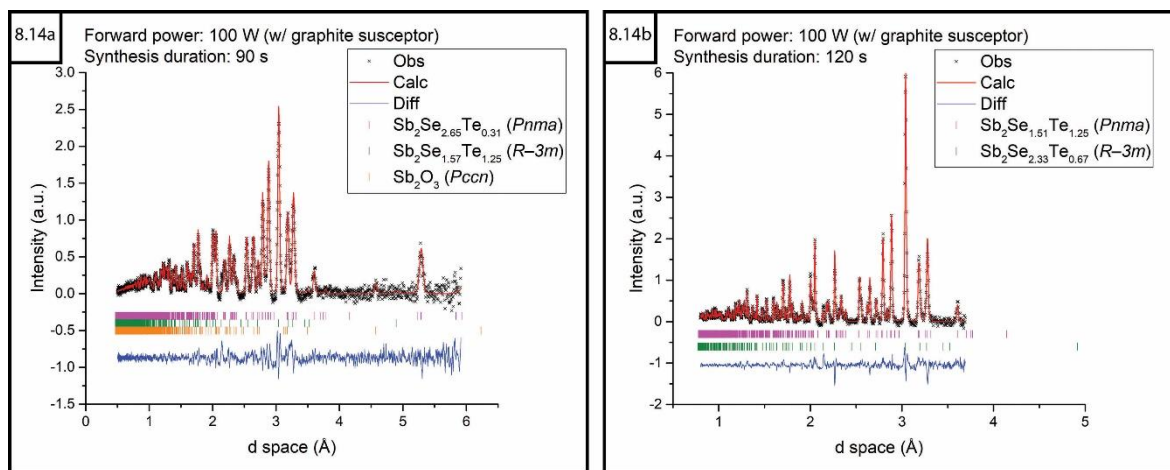 8.14a
Forward power: 100 W (w/ graphite susceptor)
Synthesis duration: 90 s
Obs
Calc
Diff
Sb₂Se₂.₆₅Te₀.₃₁ (Pnma)
Sb₂Se₁.₅₇Te₁.₂₅ (R–3m)
Sb₂O₃ (Pccn)
3.0
2.5
2.0
1.5
1.0
0.5
0.0
-0.5
-1.0
-1.5
Intensity (a.u.)
0 1 2 3 4 5 6
d space (Å)
8.14b
Forward power: 100 W (w/ graphite susceptor)
Synthesis duration: 120 s
Obs
Calc
Diff
Sb₂Se₁.₅₁Te₁.₂₅ (Pnma)
Sb₂Se₂.₃₃Te₀.₆₇ (R–3m)
6
5
4
3
2
1
0
-1
-2
Intensity (a.u.)
1 2 3 4 5
d space (Å)